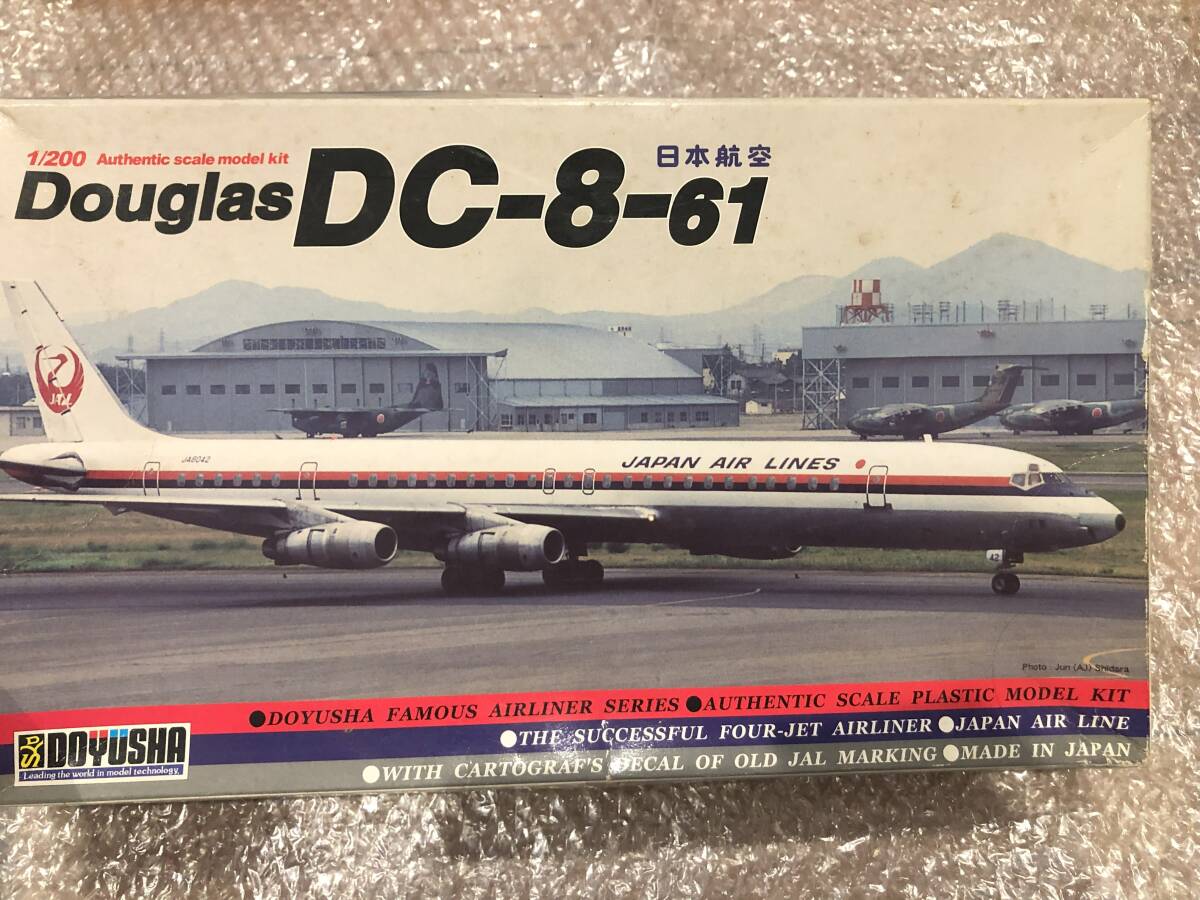 1/200 Authentic scale model kit
日本航空
Douglas DC-8-61
JAL
JA8042
JAPAN AIR LINES
42
Photo : Jun (AJ) Shidara
●DOYUSHA FAMOUS AIRLINER SERIES ●AUTHENTIC SCALE PLASTIC MODEL KIT
●THE SUCCESSFUL FOUR-JET AIRLINER ●JAPAN AIR LINE
●WITH CARTOGRAF'S DECAL OF OLD JAL MARKING ●MADE IN JAPAN
DYS DOYUSHA
Leading the world in model technology.